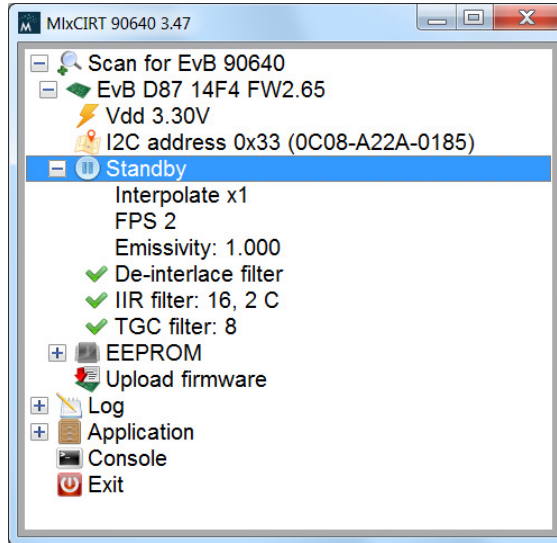 MlxCIRT 90640 3.47
Scan for EvB 90640
EvB D87 14F4 FW2.65
Vdd 3.30V
I2C address 0x33 (0C08-A22A-0185)
Standby
Interpolate x1
FPS 2
Emissivity: 1.000
De-interlace filter
IIR filter: 16, 2 C
TGC filter: 8
EEPROM
Upload firmware
Log
Application
Console
Exit